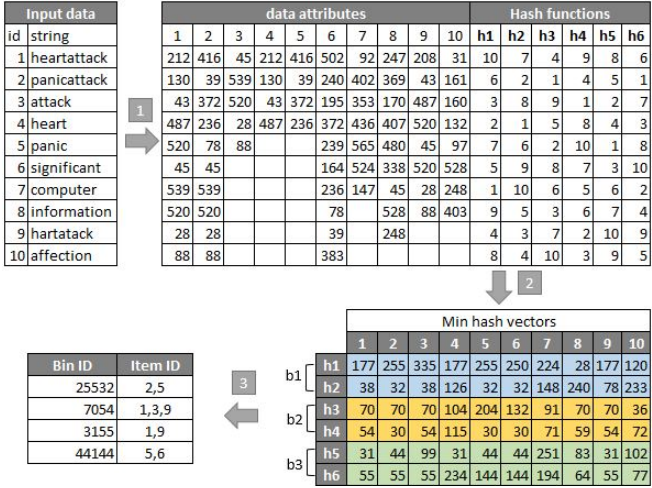 Input data data attributes Hash functions
id string 1 2 3 4 5 6 7 8 9 10 h1 h2 h3 h4 h5 h6
1 heartattack 212 416 45 212 416 502 92 247 208 31 10 7 4 9 8 6
2 panicattack 130 39 539 130 39 240 402 369 43 161 6 2 1 4 5 1
3 attack 43 372 520 43 372 195 353 170 487 160 3 8 9 1 2 7
4 heart 487 236 28 487 236 372 436 407 520 132 2 1 5 8 4 3
5 panic 520 78 88 239 565 480 45 97 7 6 2 10 1 8
6 significant 45 45 164 524 338 520 528 5 9 8 7 3 10
7 computer 539 539 236 147 45 28 248 1 10 6 5 6 2
8 information 520 520 78 528 88 403 9 5 3 6 7 4
9 hartatack 28 28 39 248 4 3 7 2 10 9
10 affection 88 88 383 8 4 10 3 9 5
1
2
Min hash vectors
1 2 3 4 5 6 7 8 9 10
b1
h1 177 255 335 177 255 250 224 28 177 120
h2 38 32 38 126 32 32 148 240 78 233
b2
h3 70 70 70 104 204 132 91 70 70 36
h4 54 30 54 115 30 30 71 59 54 72
b3
h5 31 44 99 31 44 44 251 83 31 102
h6 55 55 55 234 144 144 194 64 55 77
3
Bin ID Item ID
25532 2,5
7054 1,3,9
3155 1,9
44144 5,6